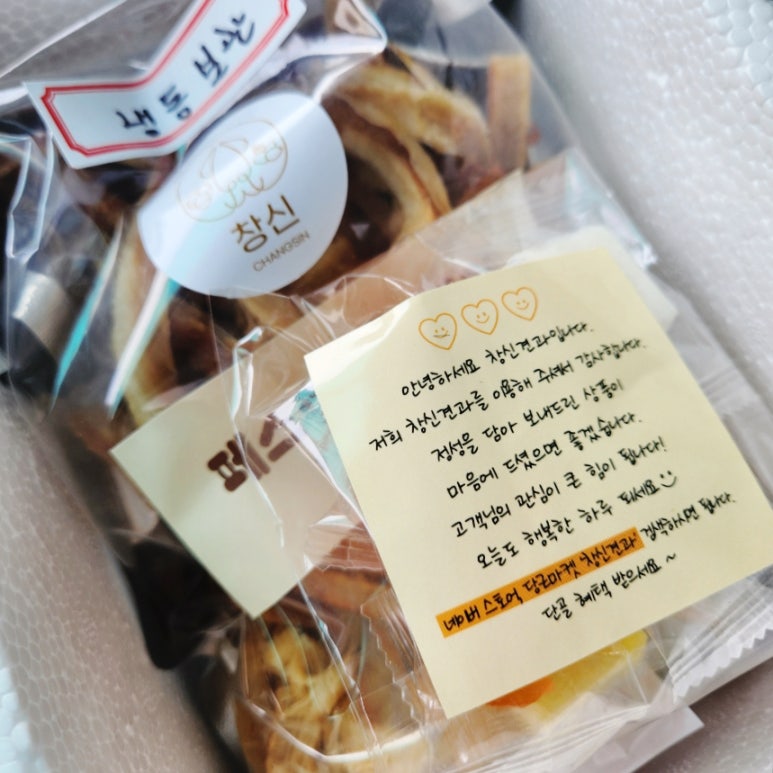 냉동보관
창신
CHANGSIN
페스
안녕하세요 창신견과입니다.
저희 창신견과를 이용해 주셔서 감사합니다.
정성을 담아 보내드린 상품이
마음에 드셨으면 좋겠습니다.
고객님의 관심이 큰 힘이 됩니다!
오늘도 행복한 하루 되세요
네이버 스토어, 당근마켓 '창신견과' 검색하시면 됩니다.
단골 혜택 받으세요~